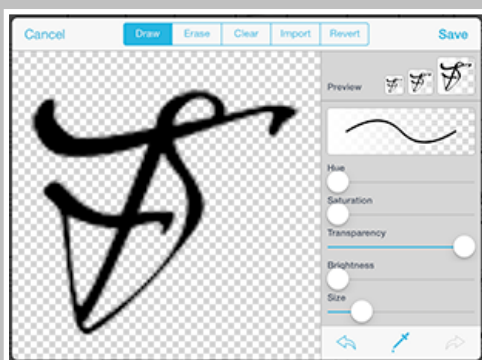 Cancel Draw Erase Clear Import Revert Save
Preview
Hue
Saturation
Transparency
Brightness
Size